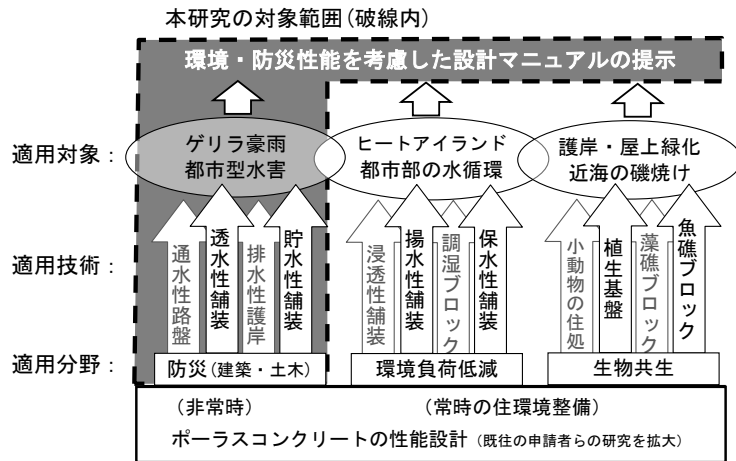 本研究の対象範囲(破線内)
環境・防災性能を考慮した設計マニュアルの提示
適用対象：
ゲリラ豪雨
都市型水害
ヒートアイランド
都市部の水循環
護岸・屋上緑化
近海の磯焼け
適用技術：
通水性路盤
透水性舗装
排水性護岸
貯水性舗装
浸透性舗装
揚水性舗装
調湿ブロック
保水性舗装
小動物の住処
植生基盤
藻礁ブロック
魚礁ブロック
適用分野：
防災(建築・土木)
環境負荷低減
生物共生
(非常時)
(常時の住環境整備)
ポーラスコンクリートの性能設計(既往の申請者らの研究を拡大)